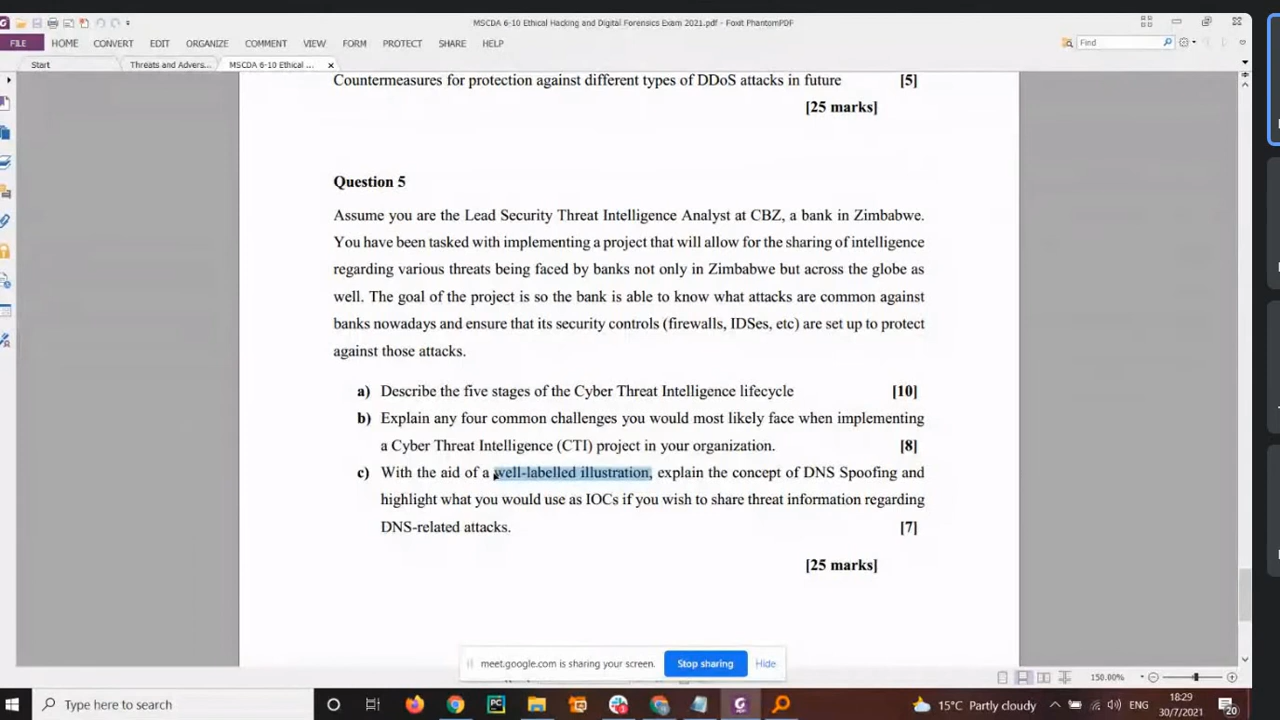 MSCDA 6-10 Ethical Hacking and Digital Forensics Exam 2021.pdf - Foxit PhantomPDF
FILE HOME CONVERT EDIT ORGANIZE COMMENT VIEW FORM PROTECT SHARE HELP
Find
Start
Threats and Advers...
MSCDA 6-10 Ethical ...
Countermeasures for protection against different types of DDoS attacks in future [5]
[25 marks]
Question 5
Assume you are the Lead Security Threat Intelligence Analyst at CBZ, a bank in Zimbabwe.
You have been tasked with implementing a project that will allow for the sharing of intelligence
regarding various threats being faced by banks not only in Zimbabwe but across the globe as
well. The goal of the project is so the bank is able to know what attacks are common against
banks nowadays and ensure that its security controls (firewalls, IDSes, etc) are set up to protect
against those attacks.
a) Describe the five stages of the Cyber Threat Intelligence lifecycle [10]
b) Explain any four common challenges you would most likely face when implementing
a Cyber Threat Intelligence (CTI) project in your organization. [8]
c) With the aid of a well-labelled illustration, explain the concept of DNS Spoofing and
highlight what you would use as IOCs if you wish to share threat information regarding
DNS-related attacks. [7]
[25 marks]
meet.google.com is sharing your screen.
Stop sharing
Hide
150.00%
Type here to search
PC
15°C Partly cloudy
18:29
30/7/2021
20